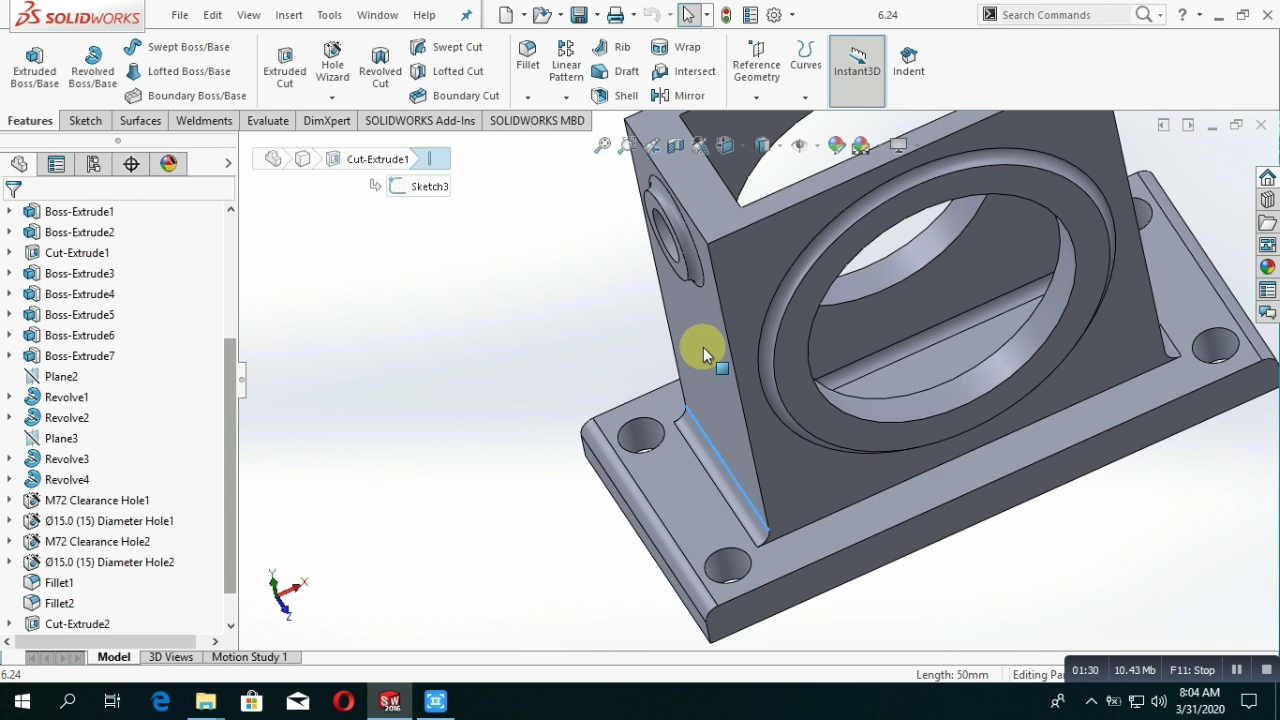 SOLIDWORKS
File Edit View Insert Tools Window Help
6.24
Search Commands
?
Extruded Boss/Base
Revolved Boss/Base
Swept Boss/Base
Lofted Boss/Base
Boundary Boss/Base
Extruded Cut
Hole Wizard
Revolved Cut
Swept Cut
Lofted Cut
Boundary Cut
Fillet
Linear Pattern
Rib
Draft
Shell
Wrap
Intersect
Mirror
Reference Geometry
Curves
Instant3D
Indent
Features Sketch Surfaces Weldments Evaluate DimXpert SOLIDWORKS Add-Ins SOLIDWORKS MBD
Cut-Extrude1
Sketch3
Boss-Extrude1
Boss-Extrude2
Cut-Extrude1
Boss-Extrude3
Boss-Extrude4
Boss-Extrude5
Boss-Extrude6
Boss-Extrude7
Plane2
Revolve1
Revolve2
Plane3
Revolve3
Revolve4
M72 Clearance Hole1
Ø15.0 (15) Diameter Hole1
M72 Clearance Hole2
Ø15.0 (15) Diameter Hole2
Fillet1
Fillet2
Cut-Extrude2
Y
X
Z
Model 3D Views Motion Study 1
6.24
Length: 50mm Editing Pa
01:30 10.43 Mb F11: Stop
SW 2016
8:04 AM
3/31/2020